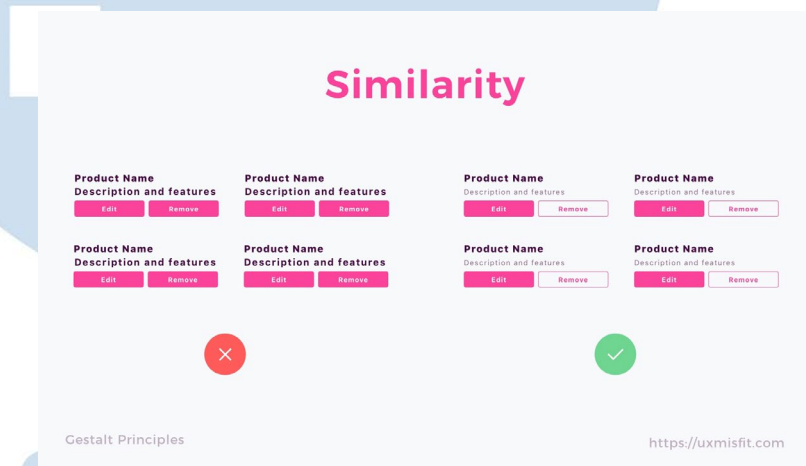 Similarity
Product Name
Description and features
Edit Remove
Product Name
Description and features
Edit Remove
Product Name
Description and features
Edit Remove
Product Name
Description and features
Edit Remove
Product Name
Description and features
Edit Remove
Product Name
Description and features
Edit Remove
Product Name
Description and features
Edit Remove
Product Name
Description and features
Edit Remove
Gestalt Principles
https://uxmisfit.com